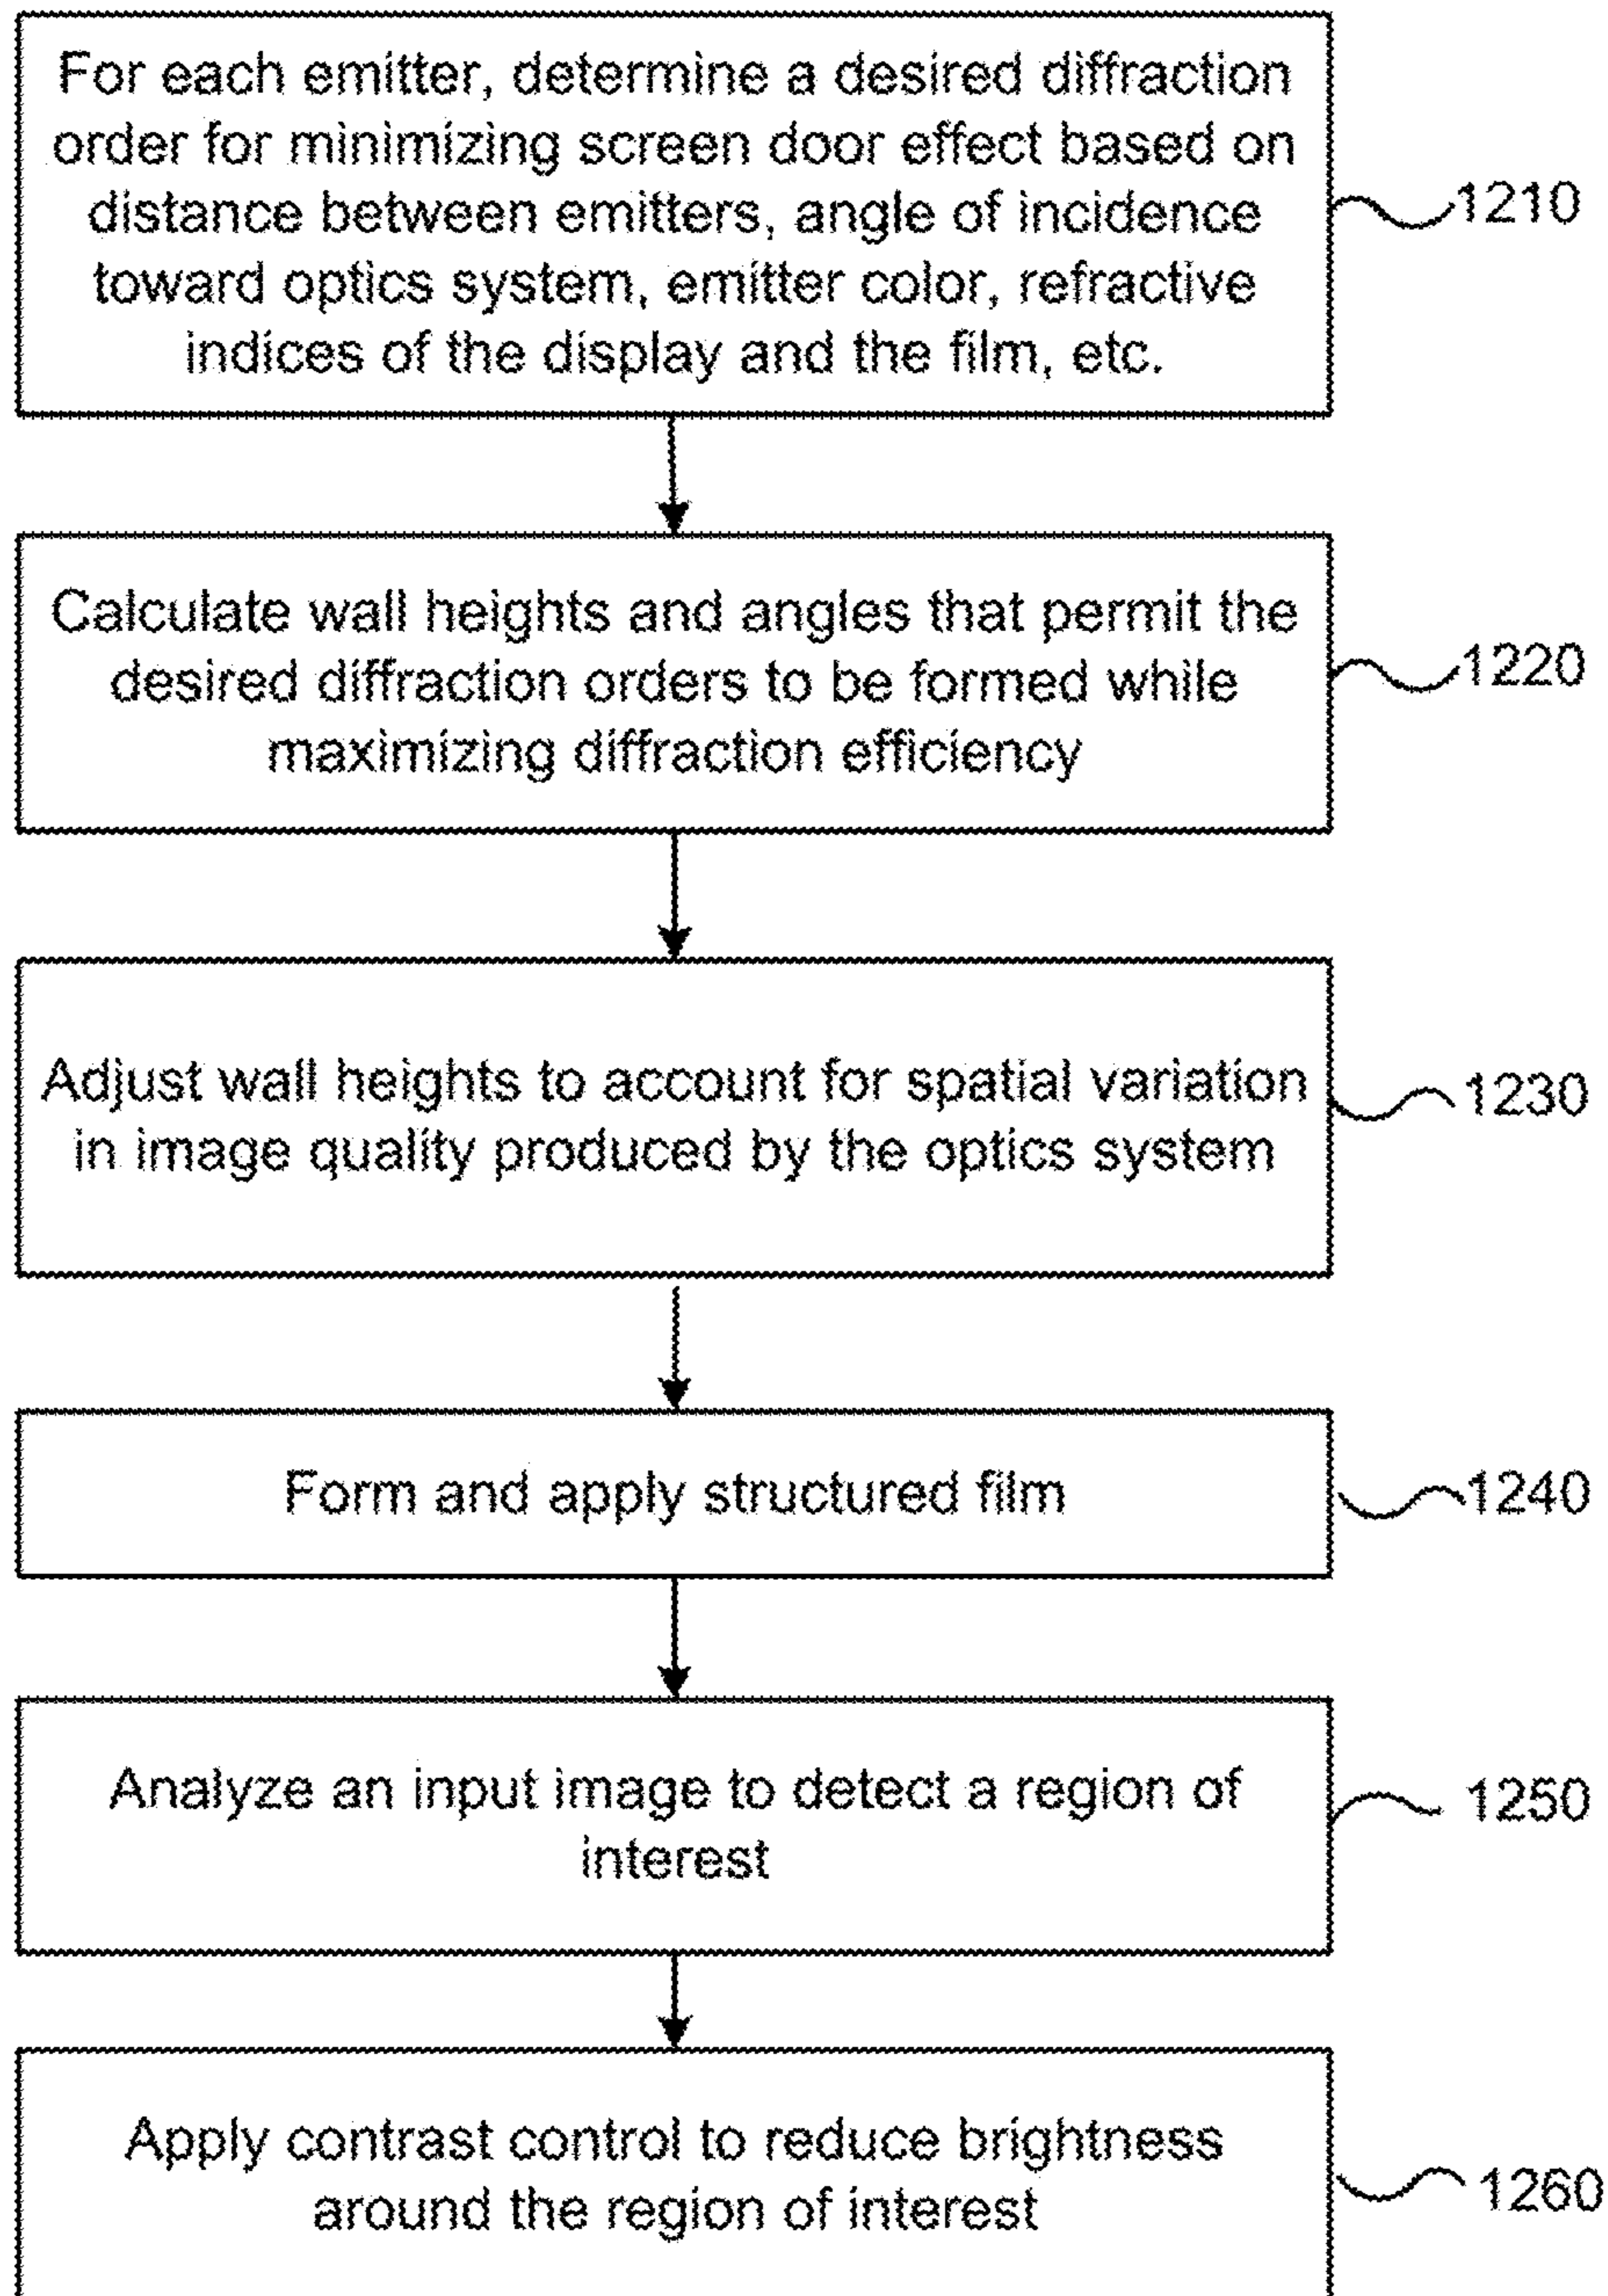 For each emitter, determine a desired diffraction
order for minimizing screen door effect based on
distance between emitters, angle of incidence
toward optics system, emitter color, refractive
indices of the display and the film, etc.
1210
Calculate wall heights and angles that permit the
desired diffraction orders to be formed while
maximizing diffraction efficiency
1220
Adjust wall heights to account for spatial variation
in image quality produced by the optics system
1230
Form and apply structured film
1240
Analyze an input image to detect a region of
interest
1250
Apply contrast control to reduce brightness
around the region of interest
1260